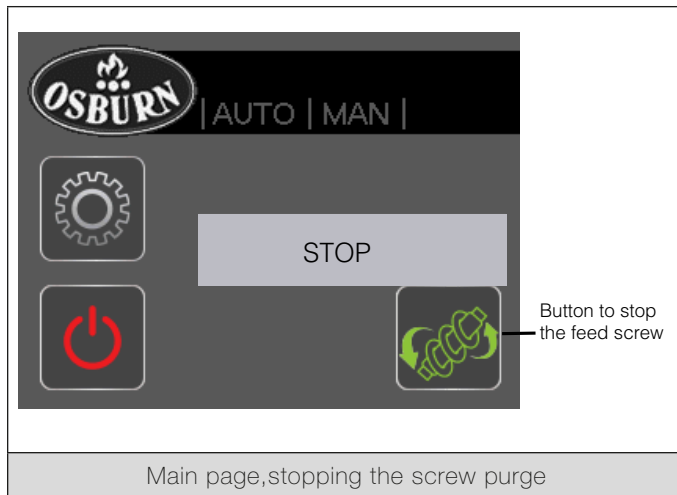 OSBURN
|AUTO |MAN |
STOP
Button to stop
the feed screw
Main page,stopping the screw purge